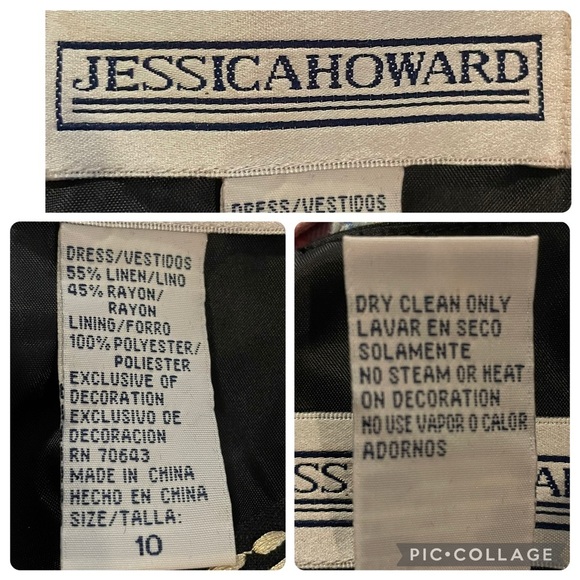 JESSICAHOWARD
DRESS/VESTIDOS
DRESS/VESTIDOS
55% LINEN/LINO
45% RAYON/
RAYON
LINING/FORRO
100% POLYESTER/
POLIESTER
EXCLUSIVE OF
DECORATION
EXCLUSIVO DE
DECORACION
RN 70643
MADE IN CHINA
HECHO EN CHINA
SIZE/TALLA:
10
DRY CLEAN ONLY
LAVAR EN SECO
SOLAMENTE
NO STEAM OR HEAT
ON DECORATION
NO USE VAPOR O CALOR
ADORNOS
SS
A
PIC•COLLAGE